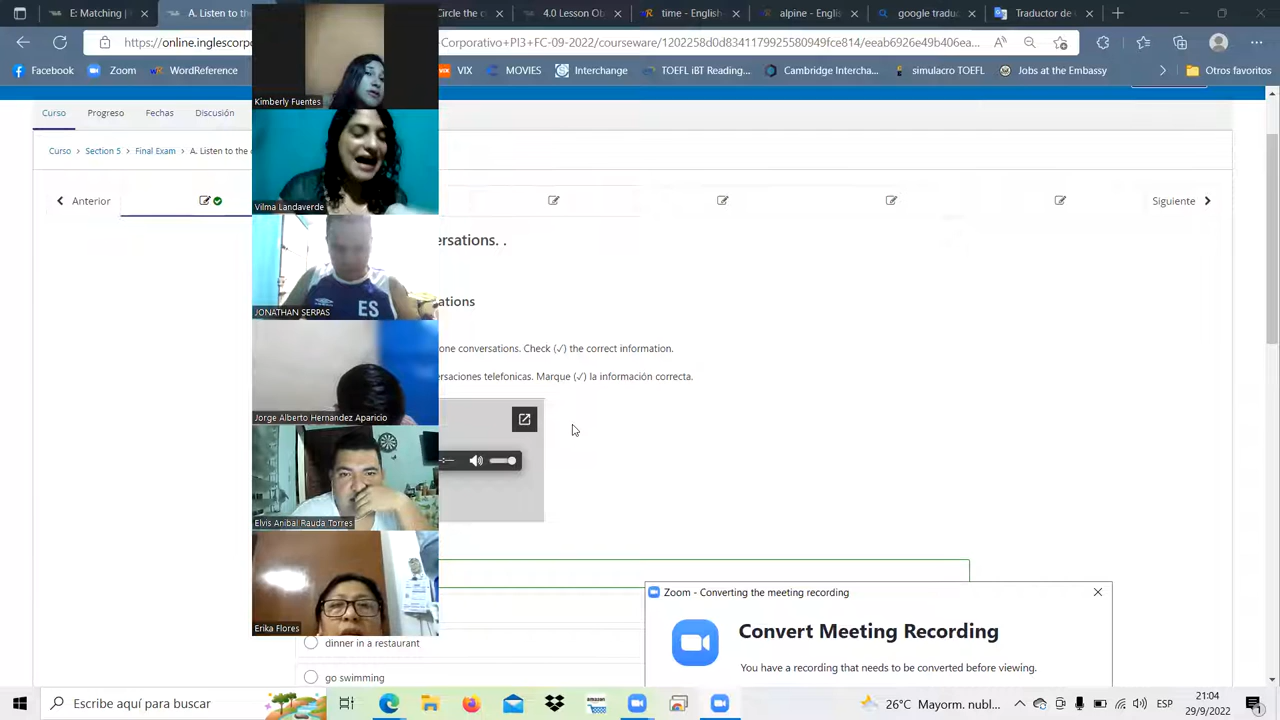 E: Matching
4.0 Lesson Ob
time - English
alpine - Engli
google traduc
Traductor de
https://online.inglescorp
Corporativo+PI3+FC-09-2022/courseware/1202258d0d8341179925580949fce814/eeab6926e49b406ea...
Facebook
Zoom
WordReference
VIX
MOVIES
Interchange
TOEFL iBT Reading...
Cambridge Intercha...
simulacro TOEFL
Jobs at the Embassy
Otros favoritos
Kimberly Fuentes
Curso
Progreso
Fechas
Discusión
Curso
Section 5
Final Exam
A. Listen to the
Anterior
Siguiente
Vilma Landaverde
ersations. .
ations
ES
JONATHAN SERPAS
one conversations. Check (✓) the correct information.
ersaciones telefonicas. Marque (✓) la información correcta.
Jorge Alberto Hernandez Aparicio
Elvis Anibal Rauda Torres
Zoom - Converting the meeting recording
Erika Flores
Convert Meeting Recording
You have a recording that needs to be converted before viewing.
dinner in a restaurant
go swimming
Escribe aquí para buscar
26°C Mayorm. nubl...
ESP
21:04
29/9/2022
1